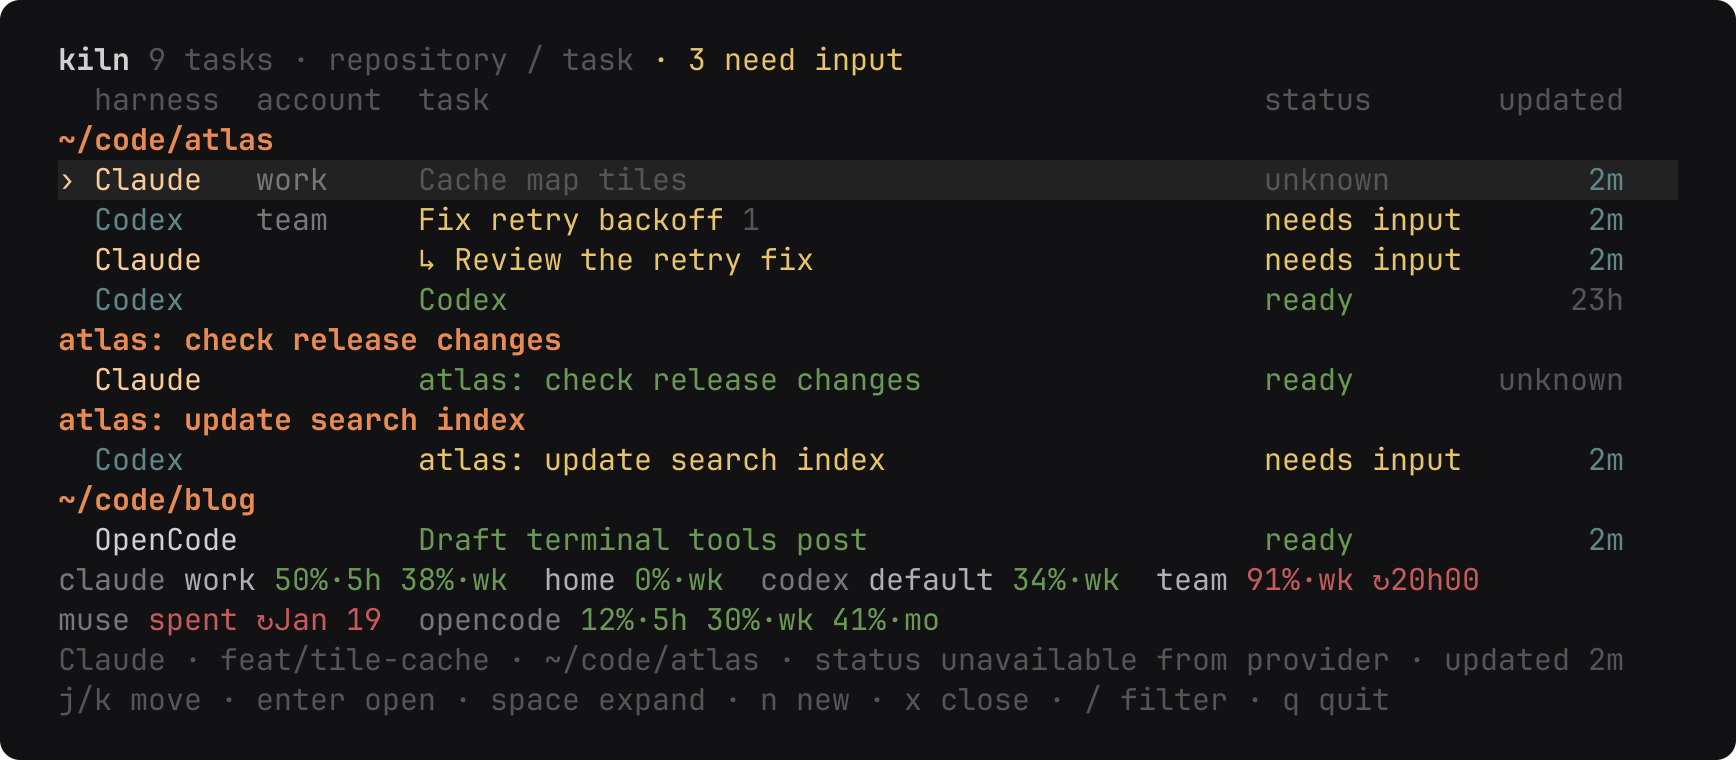 kiln 9 tasks · repository / task · 3 need input
harness account task status updated
~/code/atlas
› Claude work Cache map tiles unknown 2m
Codex team Fix retry backoff 1 needs input 2m
Claude ↳ Review the retry fix needs input 2m
Codex Codex ready 23h
atlas: check release changes
Claude atlas: check release changes ready unknown
atlas: update search index
Codex atlas: update search index needs input 2m
~/code/blog
OpenCode Draft terminal tools post ready 2m
claude work 50%·5h 38%·wk home 0%·wk codex default 34%·wk team 91%·wk ↻20h00
muse spent ↻Jan 19 opencode 12%·5h 30%·wk 41%·mo
Claude · feat/tile-cache · ~/code/atlas · status unavailable from provider · updated 2m
j/k move · enter open · space expand · n new · x close · / filter · q quit